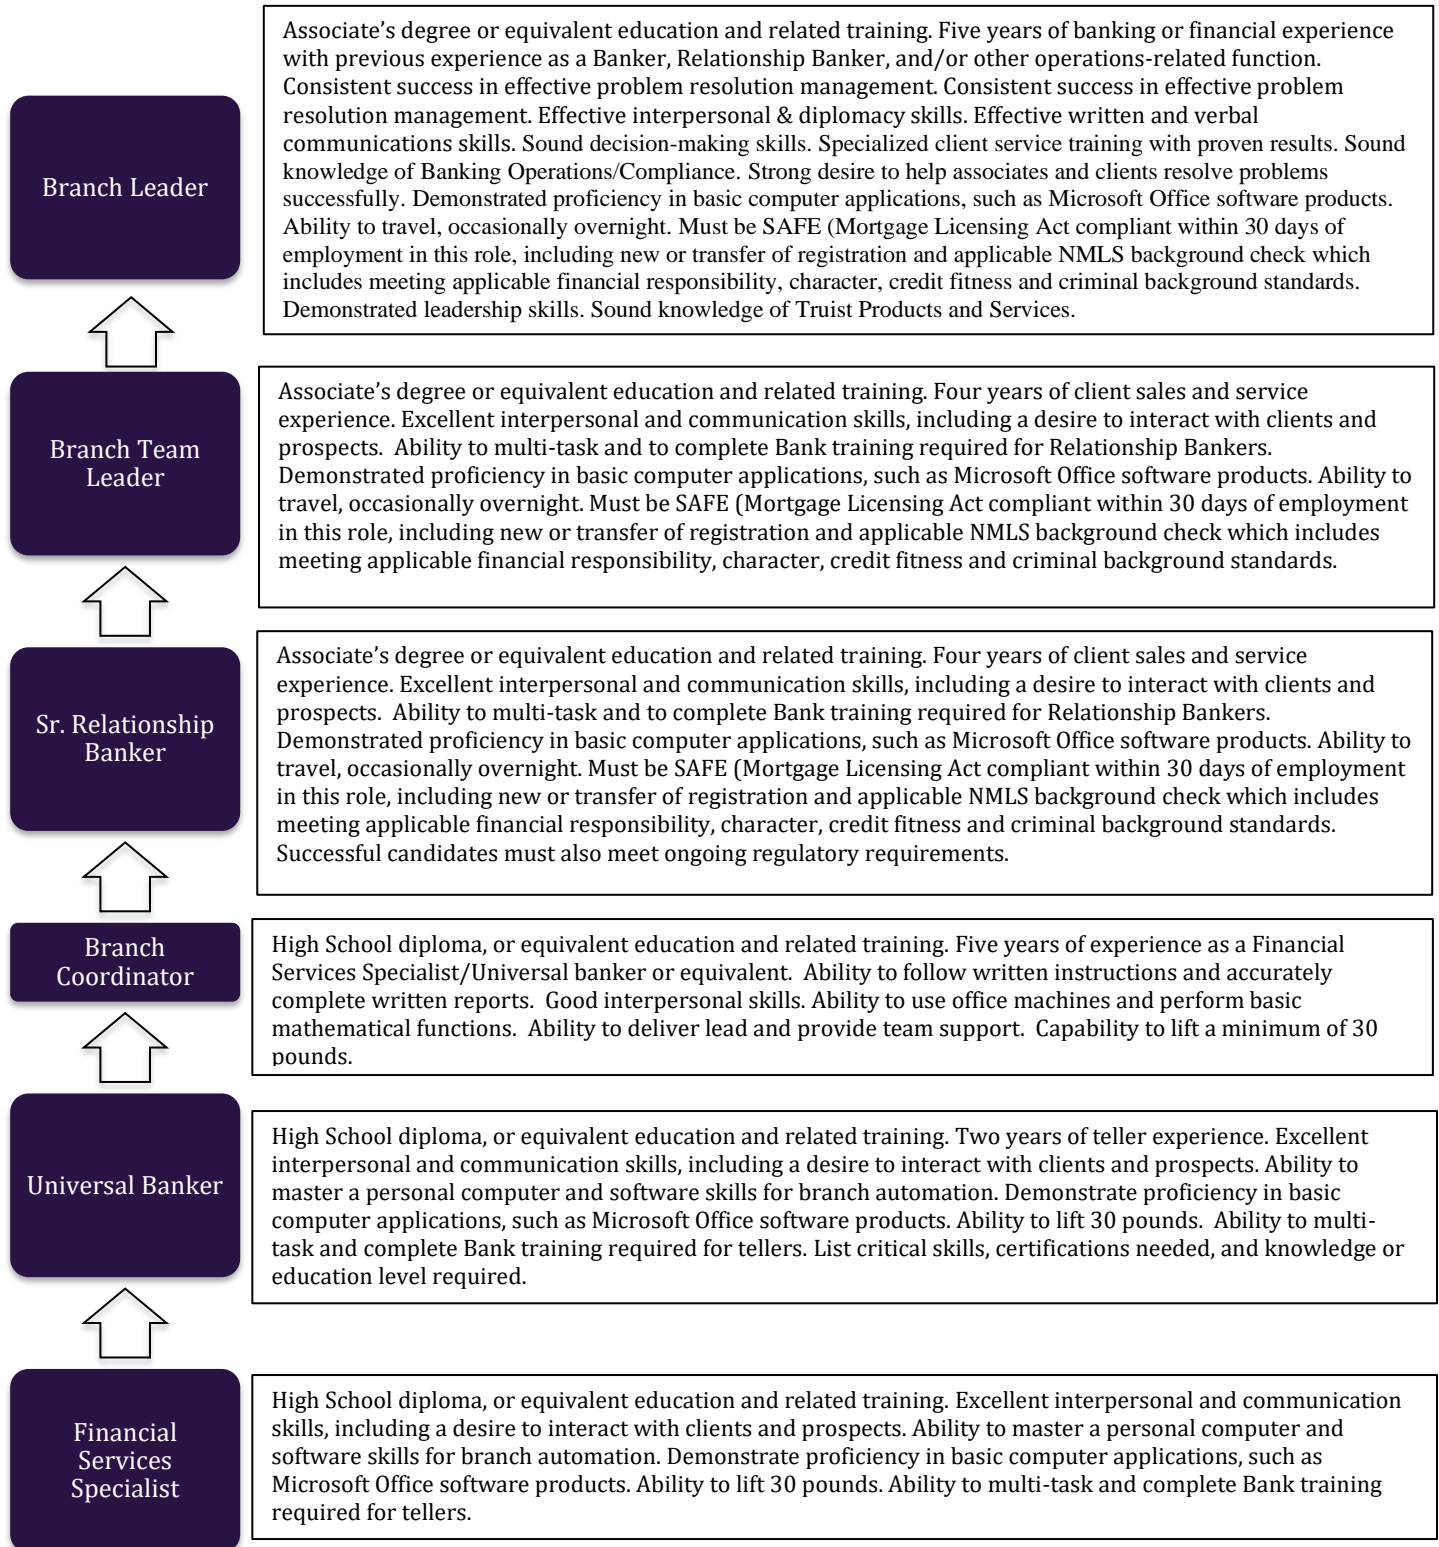 Branch Leader
Associate’s degree or equivalent education and related training. Five years of banking or financial experience
with previous experience as a Banker, Relationship Banker, and/or other operations-related function.
Consistent success in effective problem resolution management. Consistent success in effective problem
resolution management. Effective interpersonal & diplomacy skills. Effective written and verbal
communications skills. Sound decision-making skills. Specialized client service training with proven results. Sound
knowledge of Banking Operations/Compliance. Strong desire to help associates and clients resolve problems
successfully. Demonstrated proficiency in basic computer applications, such as Microsoft Office software products.
Ability to travel, occasionally overnight. Must be SAFE (Mortgage Licensing Act compliant within 30 days of
employment in this role, including new or transfer of registration and applicable NMLS background check which
includes meeting applicable financial responsibility, character, credit fitness and criminal background standards.
Demonstrated leadership skills. Sound knowledge of Truist Products and Services.
Branch Team
Leader
Associate’s degree or equivalent education and related training. Four years of client sales and service
experience. Excellent interpersonal and communication skills, including a desire to interact with clients and
prospects.  Ability to multi-task and to complete Bank training required for Relationship Bankers.
Demonstrated proficiency in basic computer applications, such as Microsoft Office software products. Ability to
travel, occasionally overnight. Must be SAFE (Mortgage Licensing Act compliant within 30 days of employment
in this role, including new or transfer of registration and applicable NMLS background check which includes
meeting applicable financial responsibility, character, credit fitness and criminal background standards.
Sr. Relationship
Banker
Associate’s degree or equivalent education and related training. Four years of client sales and service
experience. Excellent interpersonal and communication skills, including a desire to interact with clients and
prospects.  Ability to multi-task and to complete Bank training required for Relationship Bankers.
Demonstrated proficiency in basic computer applications, such as Microsoft Office software products. Ability to
travel, occasionally overnight. Must be SAFE (Mortgage Licensing Act compliant within 30 days of employment
in this role, including new or transfer of registration and applicable NMLS background check which includes
meeting applicable financial responsibility, character, credit fitness and criminal background standards.
Successful candidates must also meet ongoing regulatory requirements.
Branch
Coordinator
High School diploma, or equivalent education and related training. Five years of experience as a Financial
Services Specialist/Universal banker or equivalent.  Ability to follow written instructions and accurately
complete written reports.  Good interpersonal skills. Ability to use office machines and perform basic
mathematical functions.  Ability to deliver lead and provide team support.  Capability to lift a minimum of 30
pounds.
Universal Banker
High School diploma, or equivalent education and related training. Two years of teller experience. Excellent
interpersonal and communication skills, including a desire to interact with clients and prospects. Ability to
master a personal computer and software skills for branch automation. Demonstrate proficiency in basic
computer applications, such as Microsoft Office software products. Ability to lift 30 pounds.  Ability to multi-
task and complete Bank training required for tellers. List critical skills, certifications needed, and knowledge or
education level required.
Financial
Services
Specialist
High School diploma, or equivalent education and related training. Excellent interpersonal and communication
skills, including a desire to interact with clients and prospects. Ability to master a personal computer and
software skills for branch automation. Demonstrate proficiency in basic computer applications, such as
Microsoft Office software products. Ability to lift 30 pounds. Ability to multi-task and complete Bank training
required for tellers.